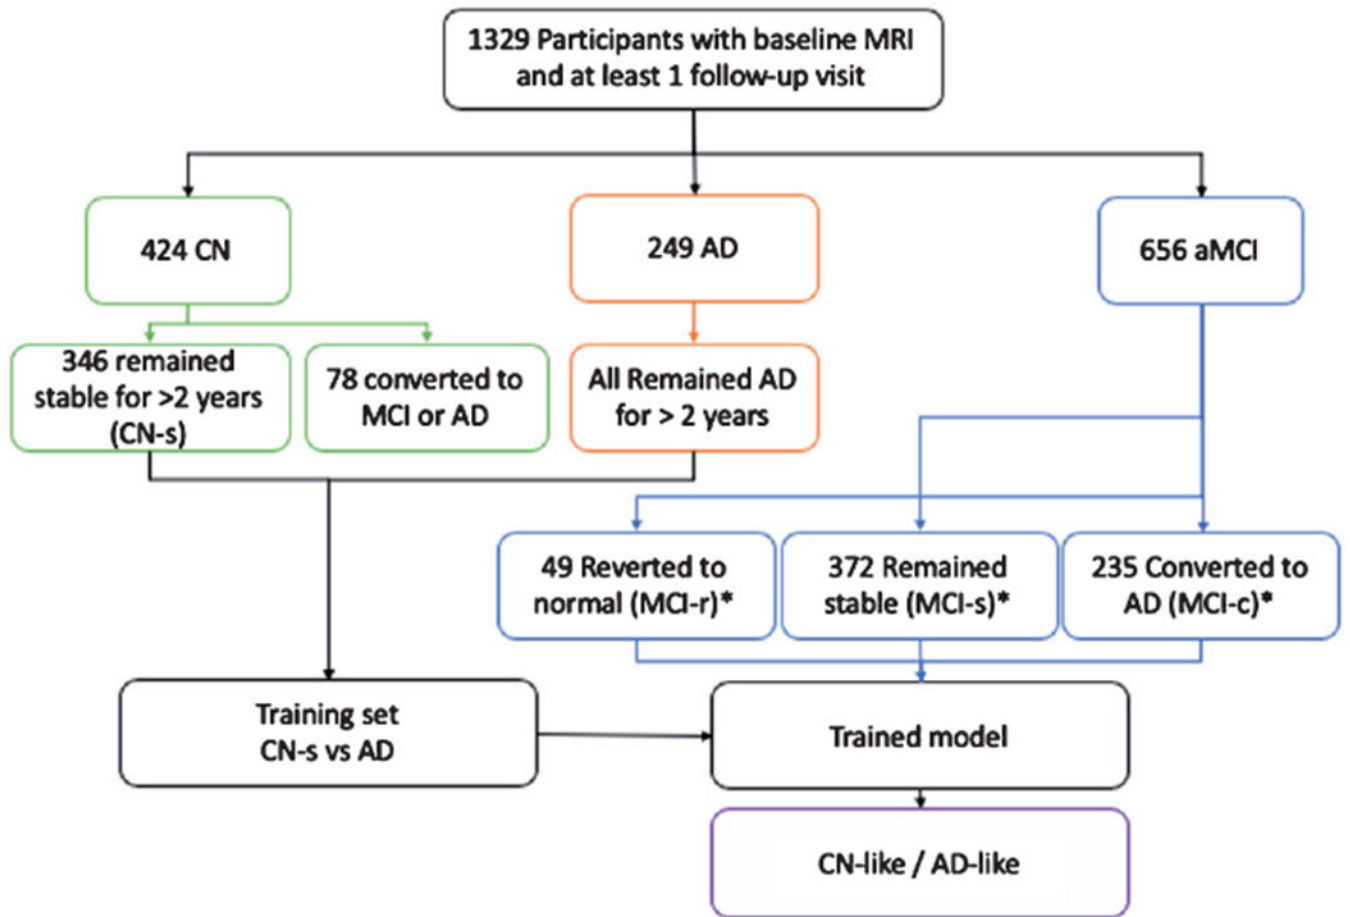 1329 Participants with baseline MRI
and at least 1 follow-up visit
424 CN
249 AD
656 aMCI
346 remained
stable for >2 years
(CN-s)
78 converted to
MCI or AD
All Remained AD
for > 2 years
49 Reverted to
normal (MCI-r)*
372 Remained
stable (MCI-s)*
235 Converted to
AD (MCI-c)*
Training set
CN-s vs AD
Trained model
CN-like / AD-like